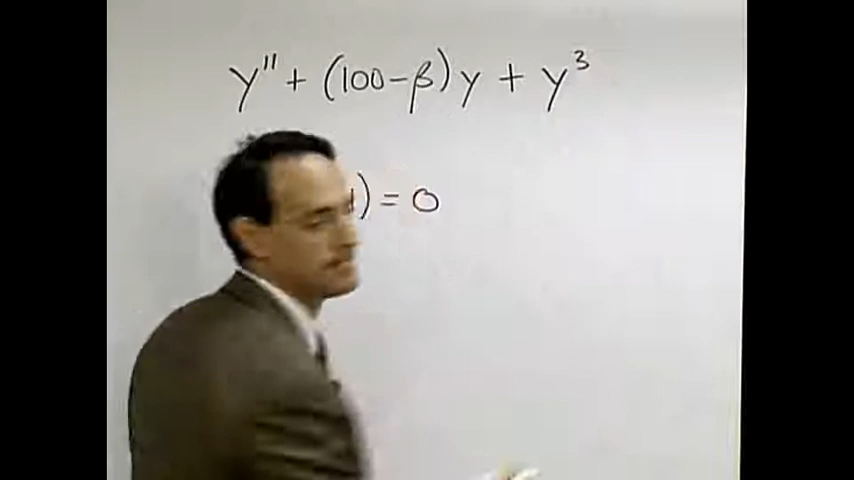 y'' + (100-β)y + y³
) = 0